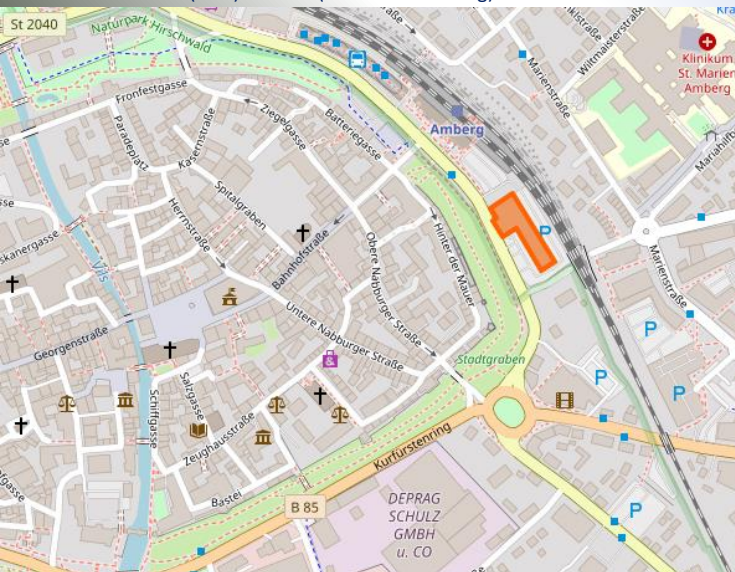 St 2040
Naturpark Hirschwald
Fronfestgasse
Paradeplatz
Kasernstraße
Ziegelgasse
Batteriegasse
Amberg
Marienstraße
Wiltmaisterstraße
Klinikum
St. Marien
Amberg
P
Spitalgraben
Herrnstraße
Bahnhofstraße
Obere Nabburger Straße
Hinter der Mauer
Vils
Marienstraße
P
Georgenstraße
Untere Nabburger Straße
Stadtgraben
P
P
Schiffgasse
Salzgasse
Zeughausstraße
Kurfürstenring
Bastei
B 85
DEPRAG
SCHULZ
GMBH
u. CO
P